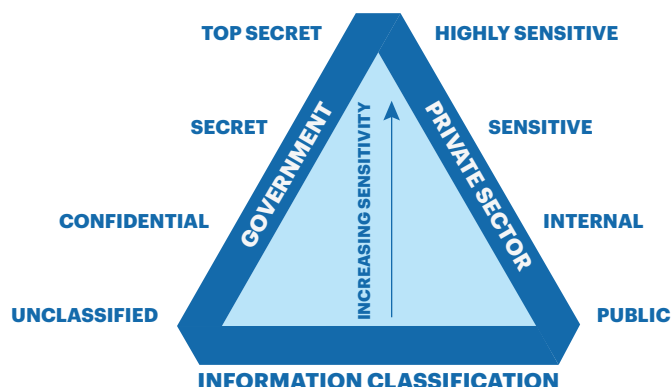 TOP SECRET
HIGHLY SENSITIVE
SECRET
SENSITIVE
CONFIDENTIAL
INTERNAL
UNCLASSIFIED
PUBLIC
GOVERNMENT
INCREASING SENSITIVITY
PRIVATE SECTOR
INFORMATION CLASSIFICATION